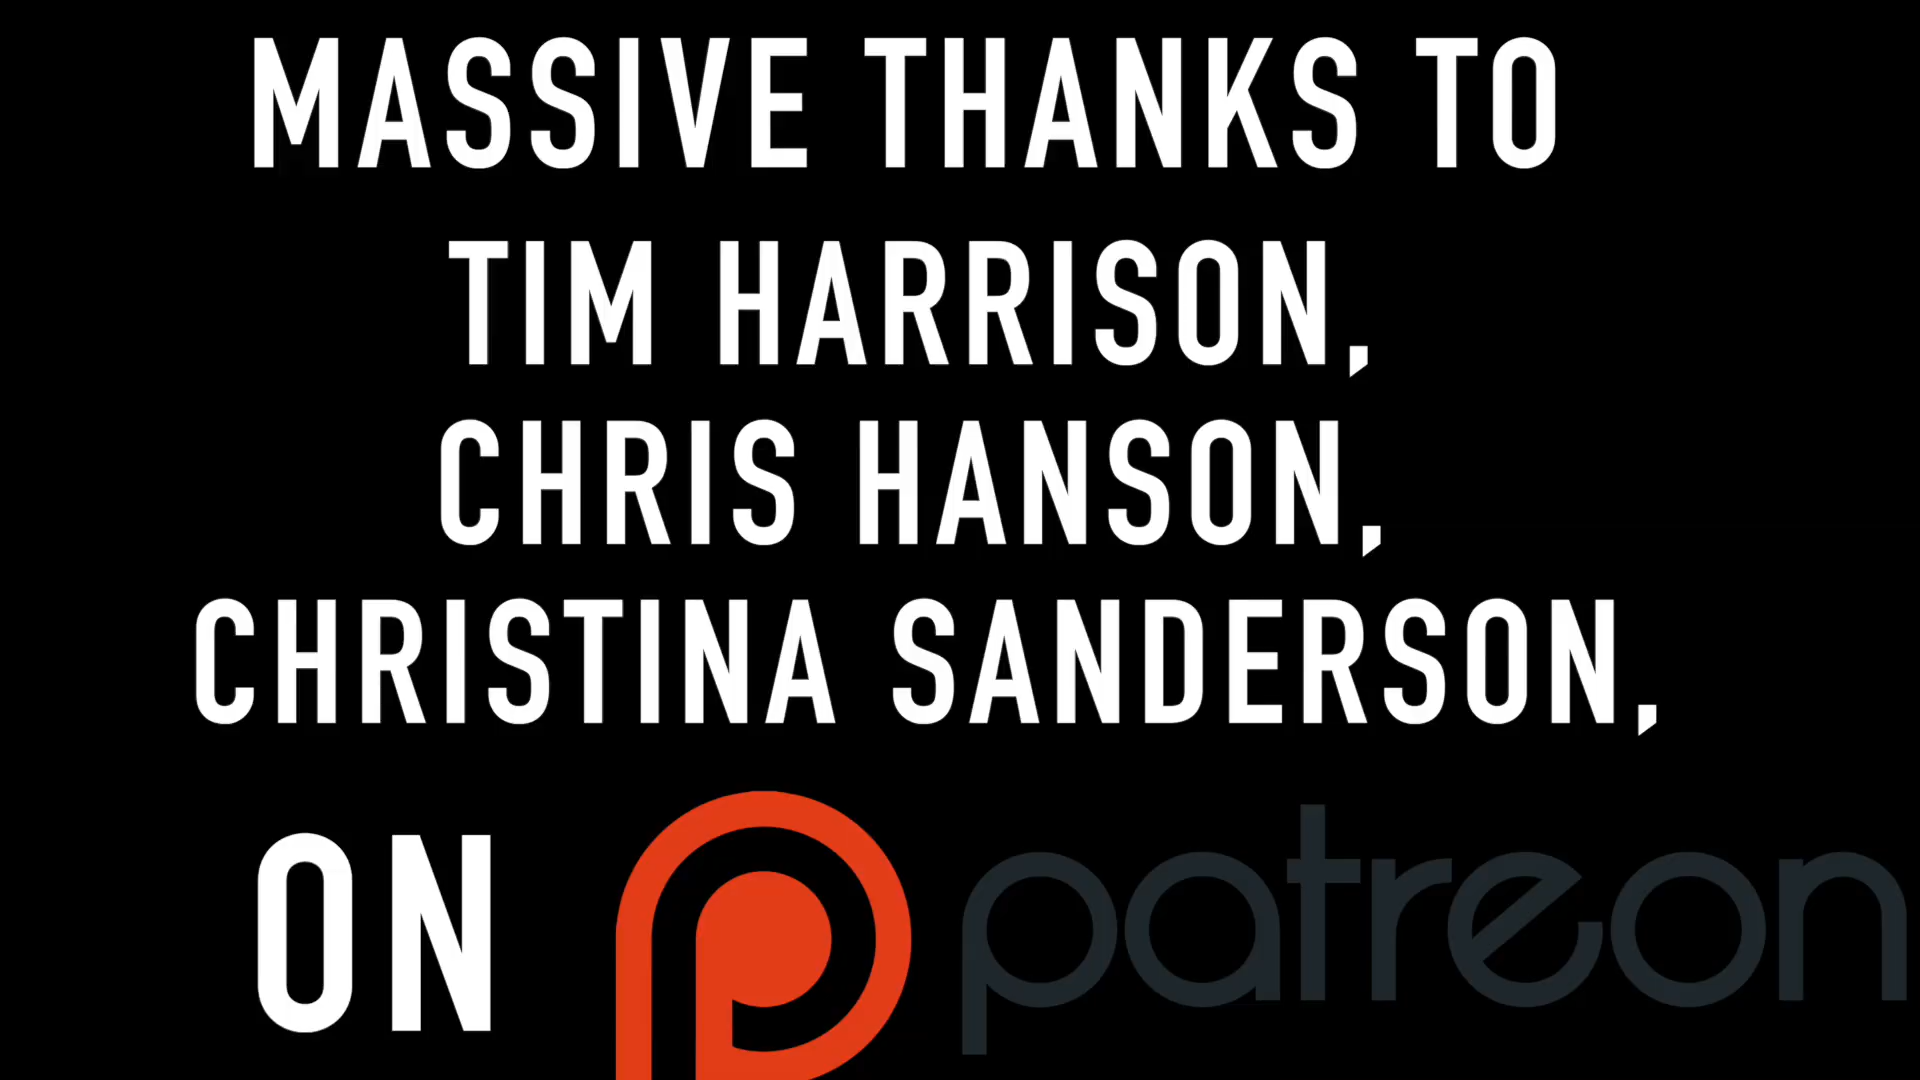 MASSIVE THANKS TO
TIM HARRISON,
CHRIS HANSON,
CHRISTINA SANDERSON,
ON patreon